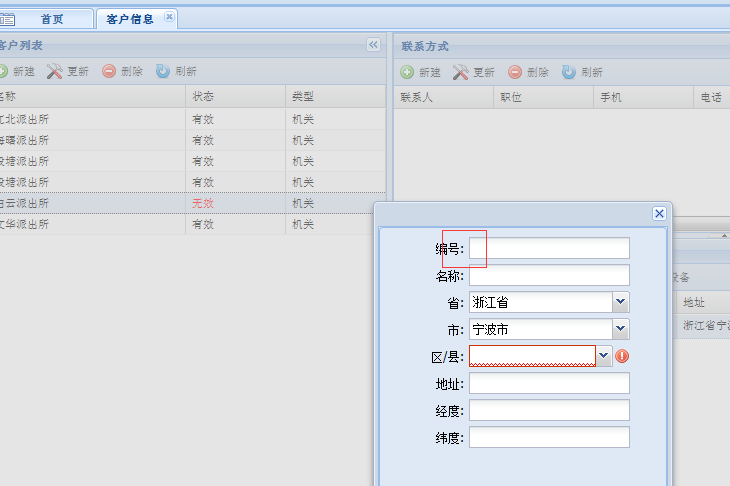 首页 客户信息
客户列表
新建 更新 删除 刷新
名称 状态 类型
江北派出所 有效 机关
海曙派出所 有效 机关
段塘派出所 有效 机关
段塘派出所 有效 机关
白云派出所 无效
机关
文华派出所 有效 机关
联系方式
新建 更新 删除 刷新
联系人 职位 手机 电话
设备
地址
浙江省宁波
编号:
名称:
省: 浙江省
市: 宁波市
区/县:
地址:
经度:
纬度: